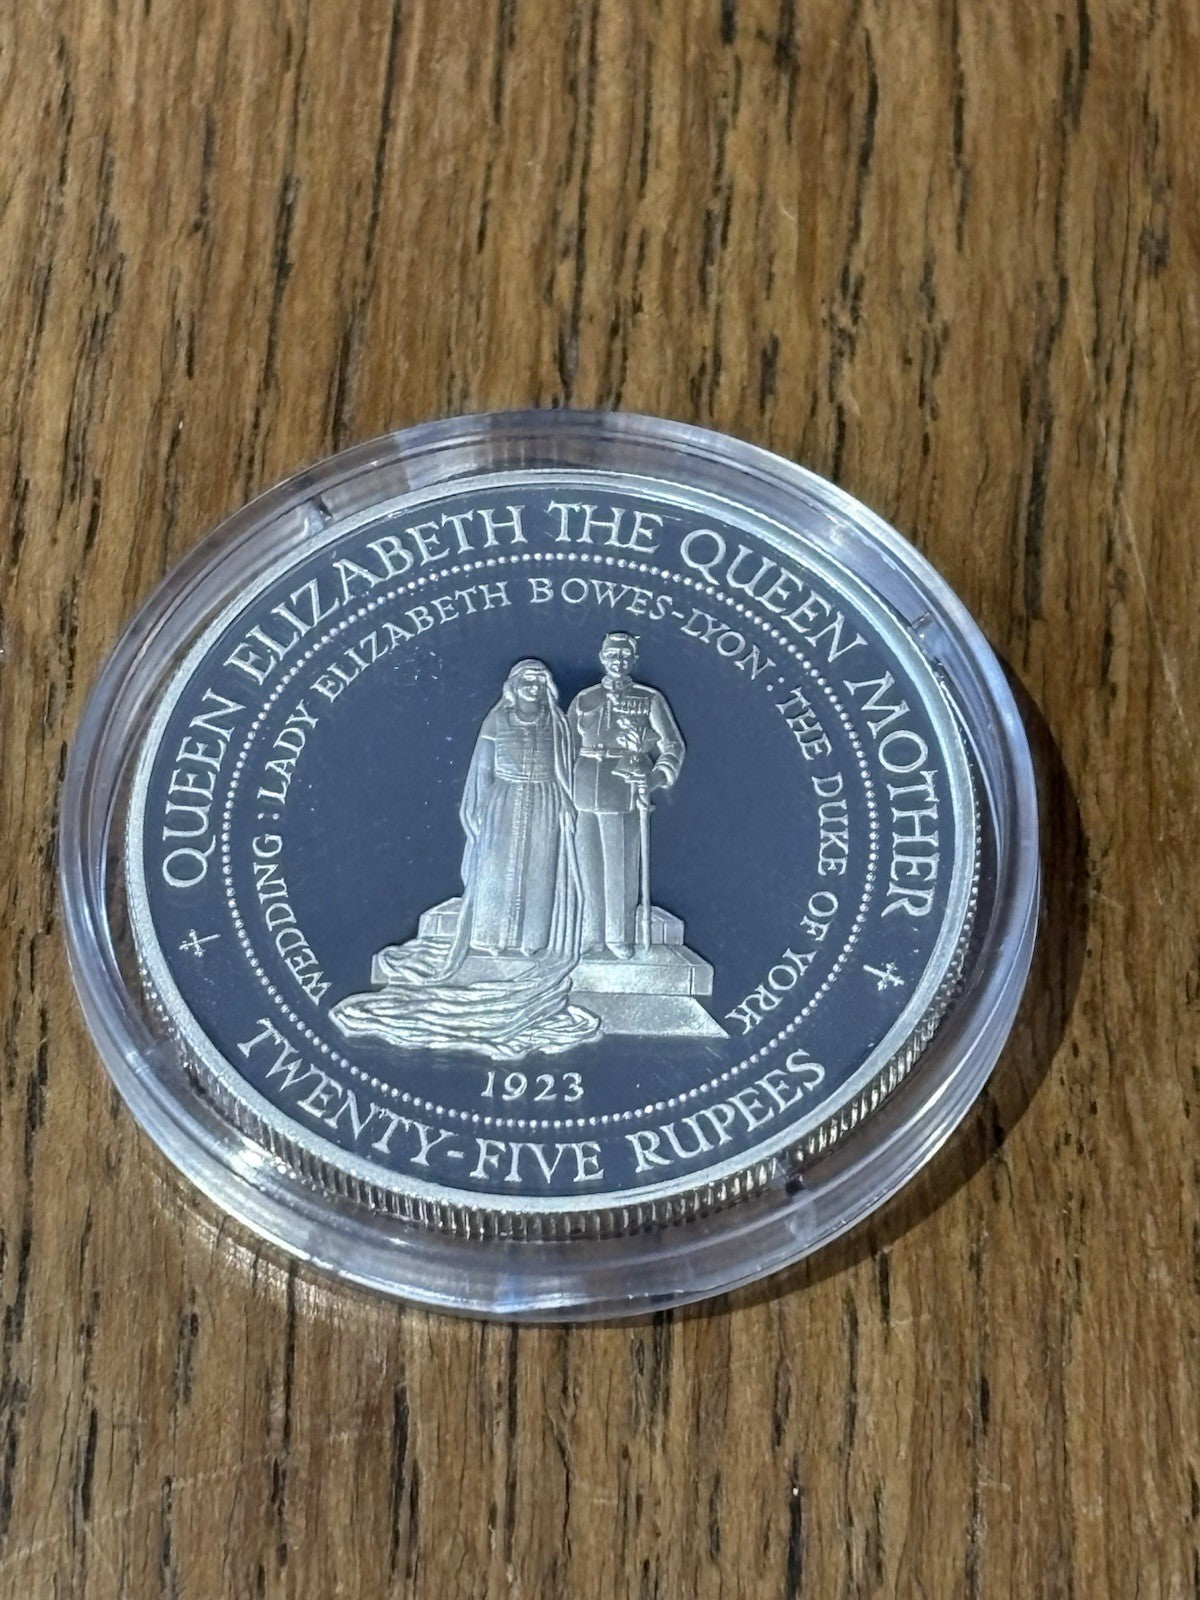 QUEEN ELIZABETH THE QUEEN MOTHER
WEDDING: LADY ELIZABETH BOWES-LYON: THE DUKE OF YORK
1923
TWENTY-FIVE RUPEES